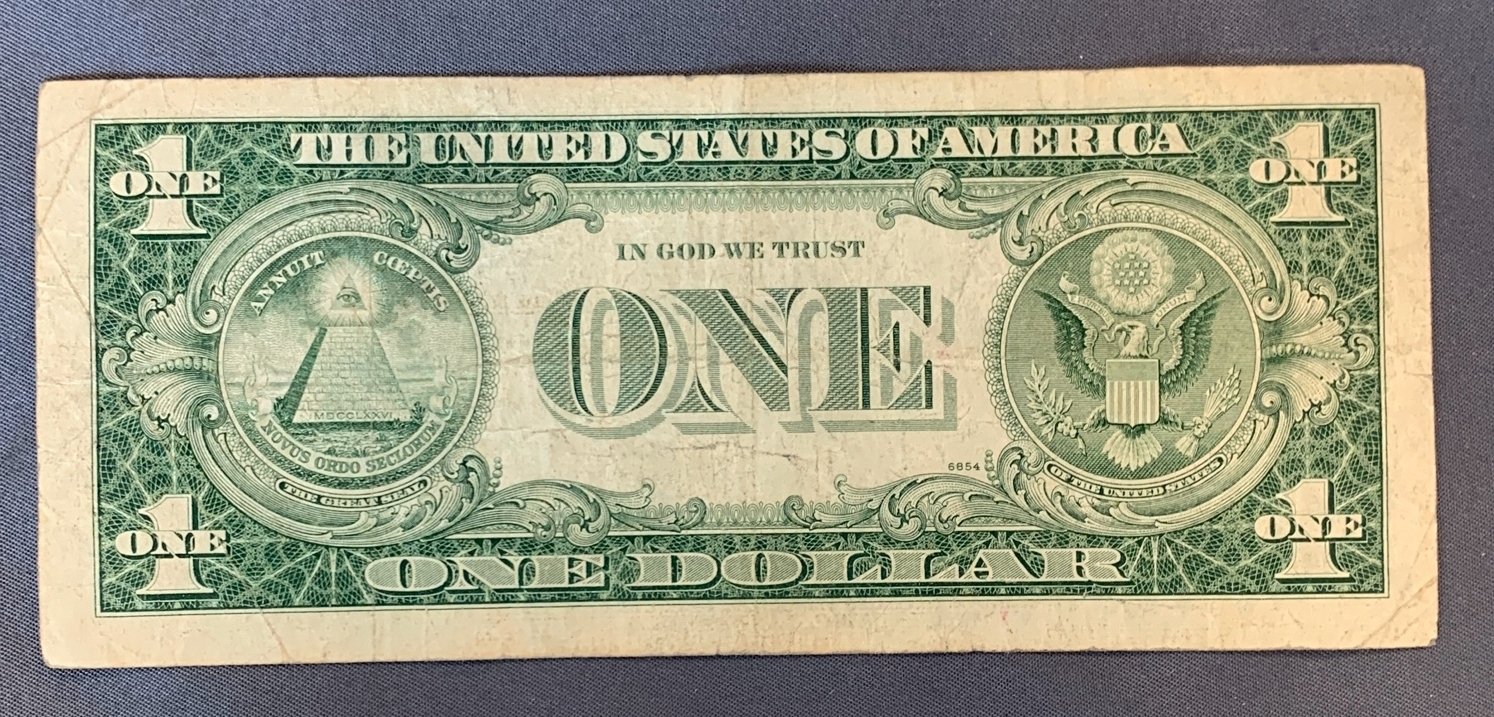 THE UNITED STATES OF AMERICA
1 ONE
1 ONE
IN GOD WE TRUST
ANNUIT CŒPTIS
ONE
MDCCLXXVI
NOVUS ORDO SECLORUM
6854
THE GREAT SEAL
OF THE UNITED STATES
1 ONE
1 ONE
ONE DOLLAR